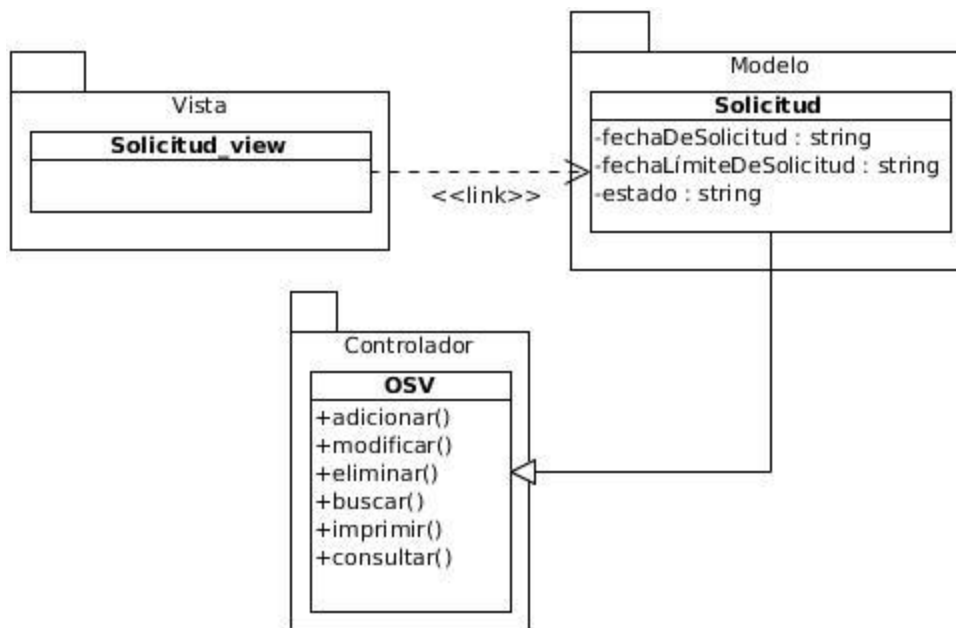 Vista
Solicitud_view
<<link>>
Modelo
Solicitud
-fechaDeSolicitud : string
-fechaLímiteDeSolicitud : string
-estado : string
Controlador
OSV
+adicionar()
+modificar()
+eliminar()
+buscar()
+imprimir()
+consultar()